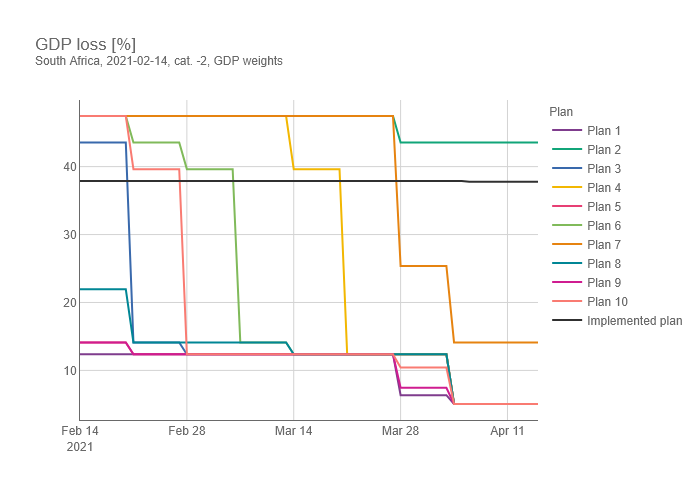 GDP loss [%]
South Africa, 2021-02-14, cat. -2, GDP weights
Plan
Plan 1
Plan 2
Plan 3
Plan 4
Plan 5
Plan 6
Plan 7
Plan 8
Plan 9
Plan 10
Implemented plan
40
30
20
10
Feb 14 Feb 28 Mar 14 Mar 28 Apr 11
2021